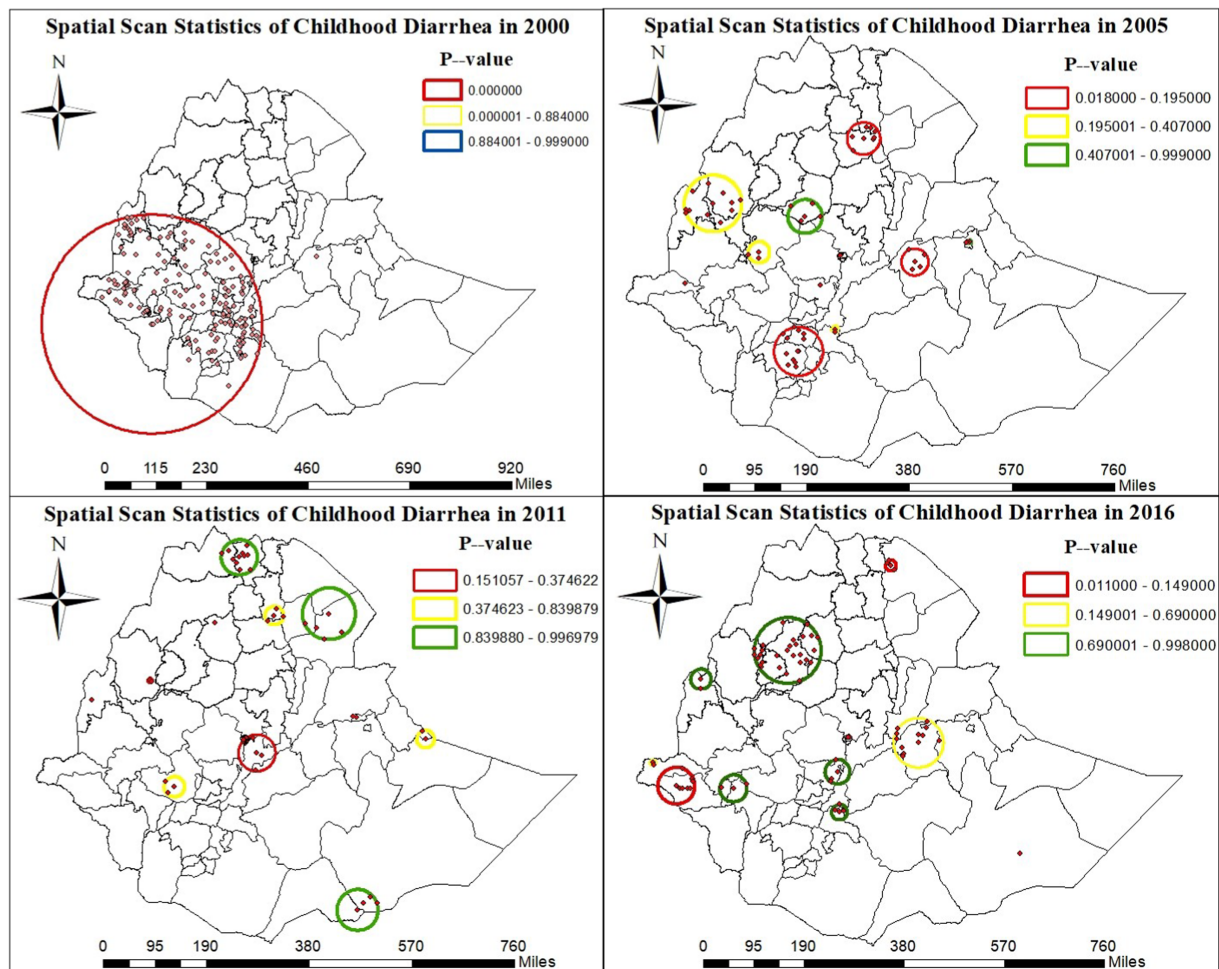 Spatial Scan Statistics of Childhood Diarrhea in 2000
N
P--value
0.000000
0.000001 - 0.884000
0.884001 - 0.999000
0 115 230 460 690 920
Miles
Spatial Scan Statistics of Childhood Diarrhea in 2005
N
P--value
0.018000 - 0.195000
0.195001 - 0.407000
0.407001 - 0.999000
0 95 190 380 570 760
Miles
Spatial Scan Statistics of Childhood Diarrhea in 2011
N
P--value
0.151057 - 0.374622
0.374623 - 0.839879
0.839880 - 0.996979
0 95 190 380 570 760
Miles
Spatial Scan Statistics of Childhood Diarrhea in 2016
N
P--value
0.011000 - 0.149000
0.149001 - 0.690000
0.690001 - 0.998000
0 95 190 380 570 760
Miles